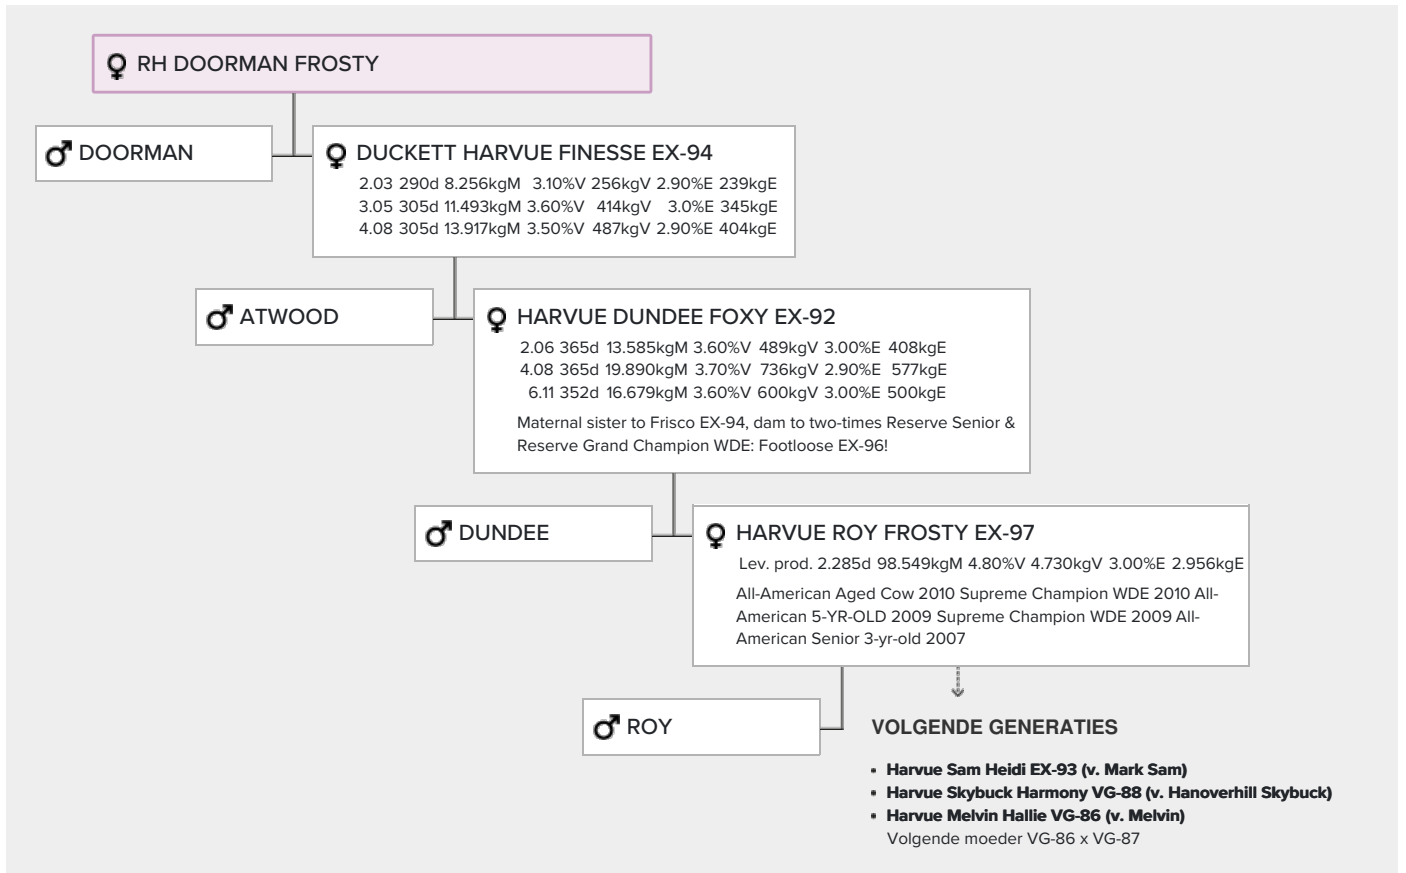 RH DOORMAN FROSTY
DOORMAN
DUCKETT HARVUE FINESSE EX-94
2.03 290d 8.256kgM 3.10%V 256kgV 2.90%E 239kgE
3.05 305d 11.493kgM 3.60%V 414kgV 3.0%E 345kgE
4.08 305d 13.917kgM 3.50%V 487kgV 2.90%E 404kgE
ATWOOD
HARVUE DUNDEE FOXY EX-92
2.06 365d 13.585kgM 3.60%V 489kgV 3.00%E 408kgE
4.08 365d 19.890kgM 3.70%V 736kgV 2.90%E 577kgE
6.11 352d 16.679kgM 3.60%V 600kgV 3.00%E 500kgE
Maternal sister to Frisco EX-94, dam to two-times Reserve Senior &
Reserve Grand Champion WDE: Footloose EX-96!
DUNDEE
HARVUE ROY FROSTY EX-97
Lev. prod. 2.285d 98.549kgM 4.80%V 4.730kgV 3.00%E 2.956kgE
All-American Aged Cow 2010 Supreme Champion WDE 2010 All-
American 5-YR-OLD 2009 Supreme Champion WDE 2009 All-
American Senior 3-yr-old 2007
ROY
VOLGENDE GENERATIES
▪ Harvue Sam Heidi EX-93 (v. Mark Sam)
▪ Harvue Skybuck Harmony VG-88 (v. Hanoverhill Skybuck)
▪ Harvue Melvin Hallie VG-86 (v. Melvin)
Volgende moeder VG-86 x VG-87